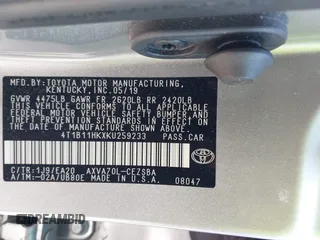 MFD.BY:TOYOTA MOTOR MANUFACTURING,
KENTUCKY,INC.05/19
GVWR 4475LB GAWR FR 2620LB RR 2420LB
THIS VEHICLE CONFORMS TO ALL APPLICABLE
FEDERAL MOTOR VEHICLE SAFETY, BUMPER, AND
THEFT PREVENTION STANDARDS IN EFFECT ON
THE DATE OF MANUFACTURE SHOWN ABOVE.
4T1B11HKXKU259233 PASS.CAR
C/TR:1J9/EA20 AXVA70L-CEZSBA
A/TM:-02A/UB80E MADE IN U.S.A. 08047